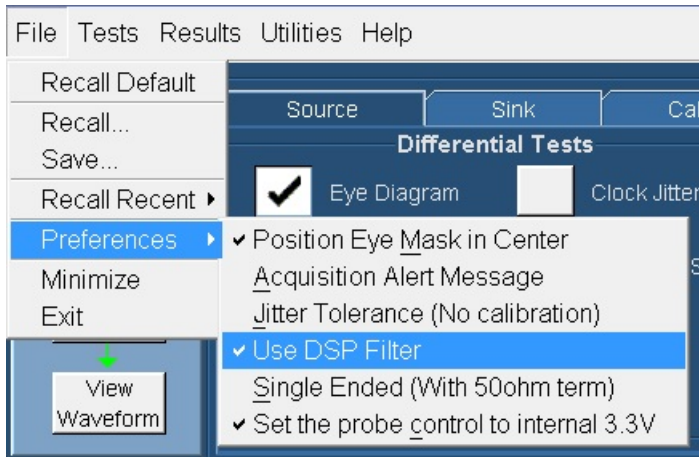 File Tests Results Utilities Help
Recall Default
Recall...
Save...
Recall Recent
Preferences
Minimize
Exit
Source Sink
Differential Tests
Eye Diagram Clock Jitter
Position Eye Mask in Center
Acquisition Alert Message
Jitter Tolerance (No calibration)
Use DSP Filter
Single Ended (With 50ohm term)
Set the probe control to internal 3.3V
View
Waveform